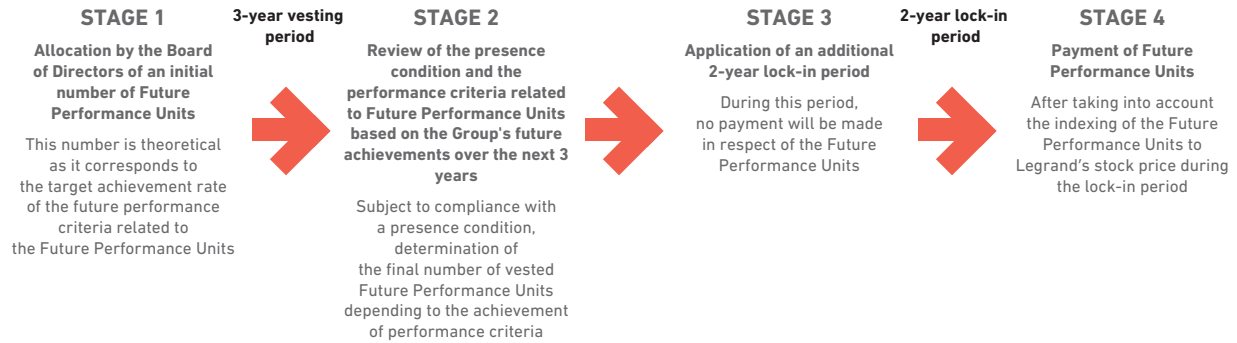 STAGE 1
Allocation by the Board
of Directors of an initial
number of Future
Performance Units
This number is theoretical
as it corresponds to
the target achievement rate
of the future performance
criteria related to
the Future Performance Units
3-year vesting
period
STAGE 2
Review of the presence
condition and the
performance criteria related
to Future Performance Units
based on the Group's future
achievements over the next 3
years
Subject to compliance with
a presence condition,
determination of
the final number of vested
Future Performance Units
depending to the achievement
of performance criteria
STAGE 3
Application of an additional
2-year lock-in period
During this period,
no payment will be made
in respect of the Future
Performance Units
2-year lock-in
period
STAGE 4
Payment of Future
Performance Units
After taking into account
the indexing of the Future
Performance Units to
Legrand’s stock price during
the lock-in period